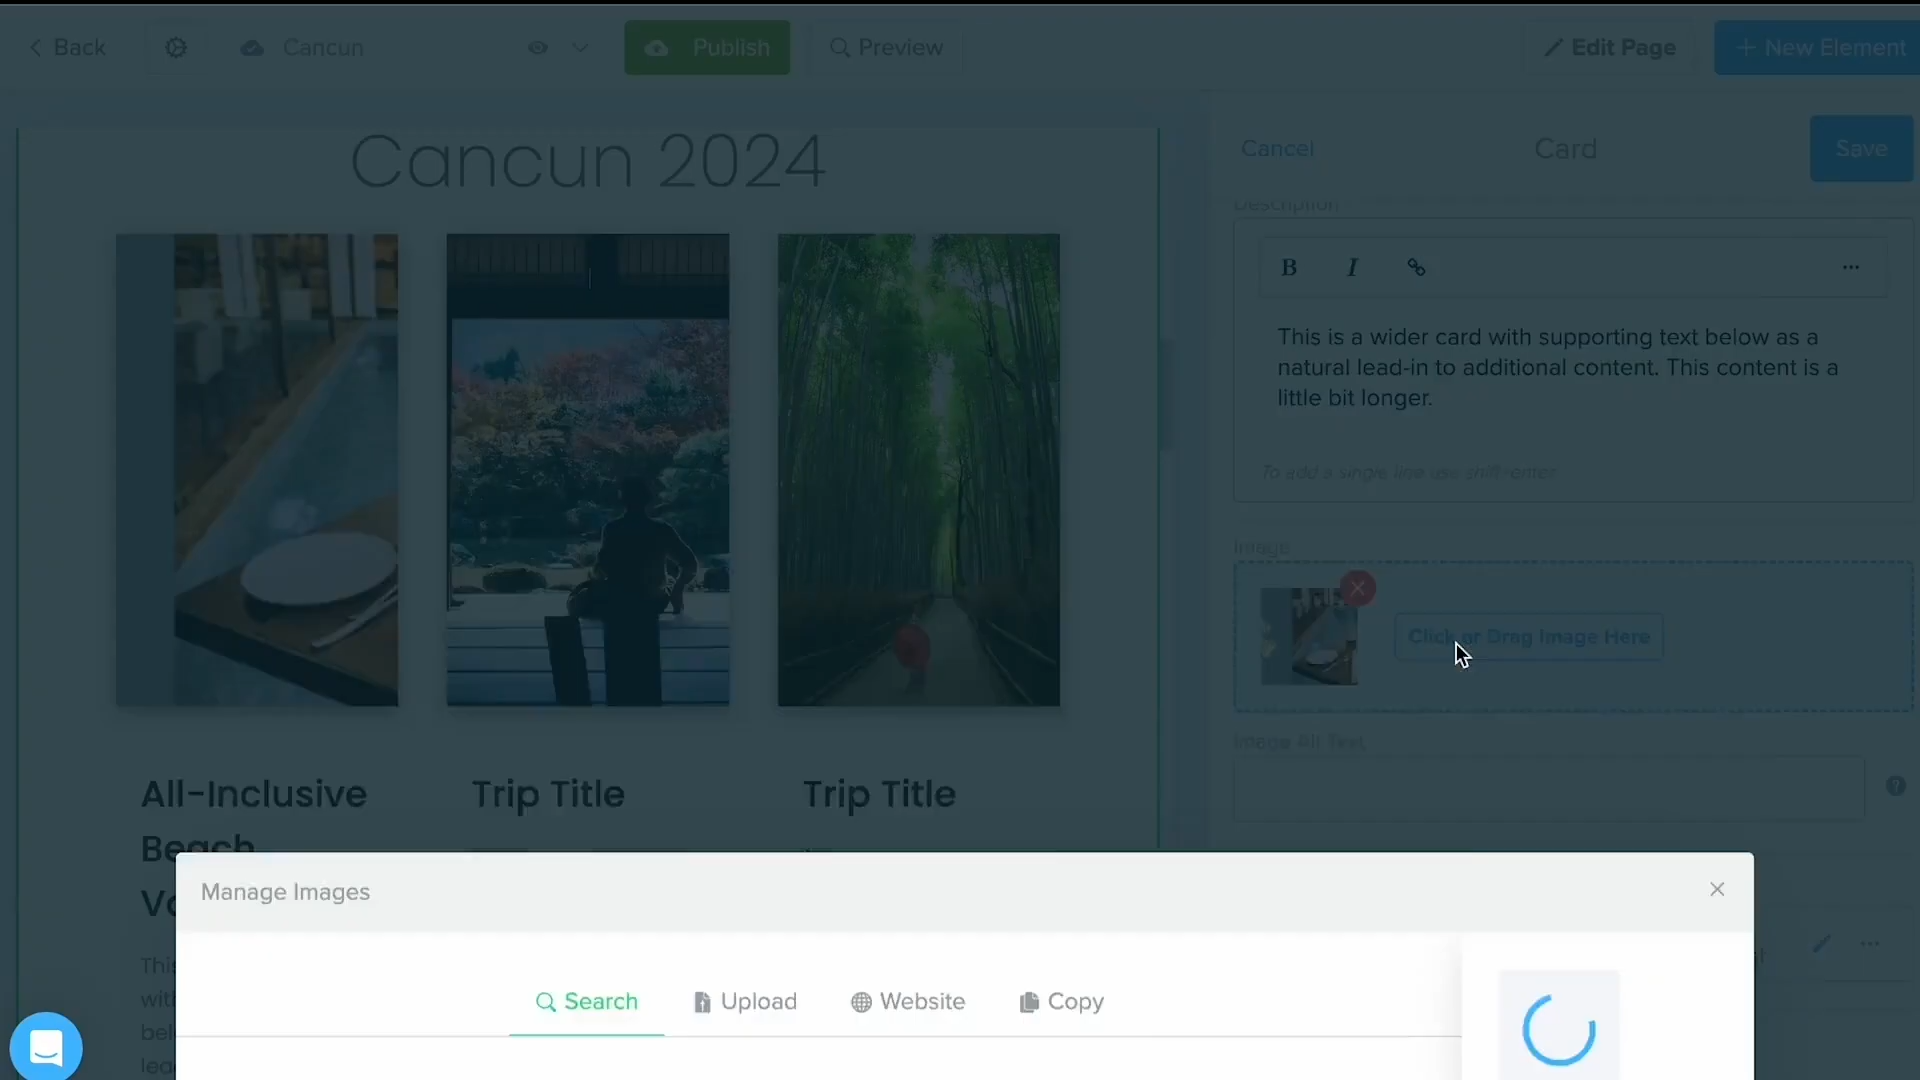 Back
Cancun
Publish
Preview
Edit Page
+ New Element
Cancun 2024
Cancel
Card
Save
Description
B I
This is a wider card with supporting text below as a
natural lead-in to additional content. This content is a
little bit longer.
To add a single line use shift+enter
Image
Click or Drag Image Here
Image Alt Text
All-Inclusive
Beach
Trip Title
Trip Title
Manage Images
Search
Upload
Website
Copy